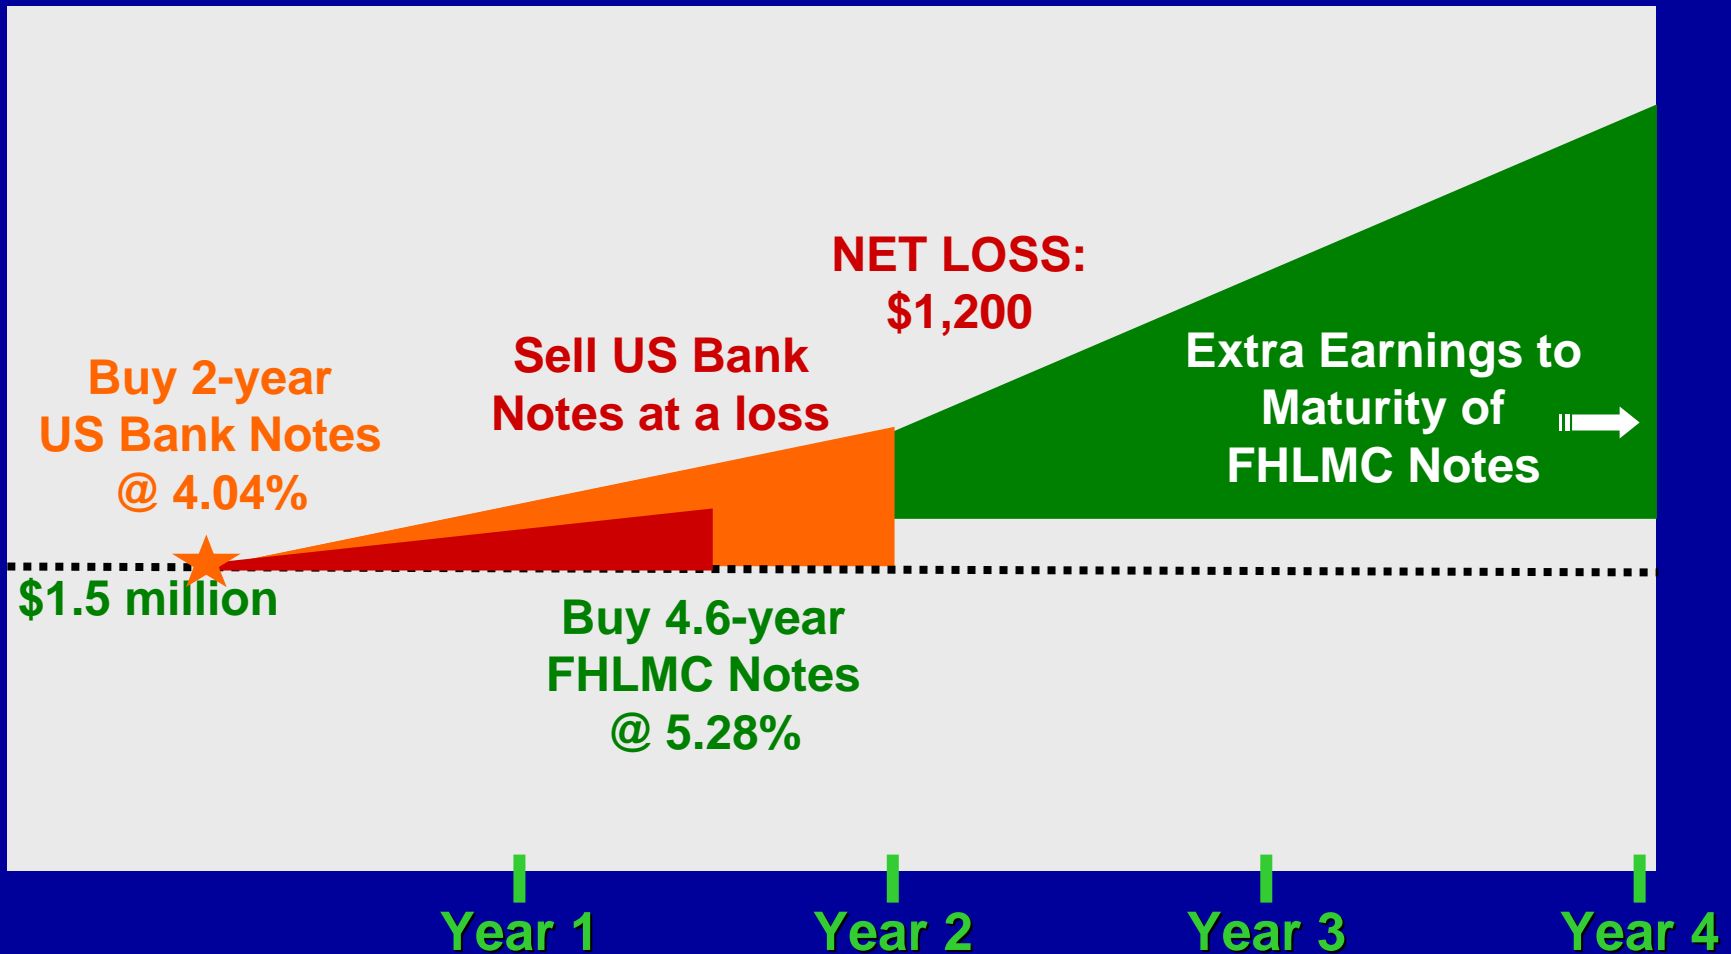 NET LOSS:
$1,200
Sell US Bank
Notes at a loss
Buy 2-year
US Bank Notes
@ 4.04%
Extra Earnings to
Maturity of
FHLMC Notes
$1.5 million
Buy 4.6-year
FHLMC Notes
@ 5.28%
Year 1
Year 2
Year 3
Year 4